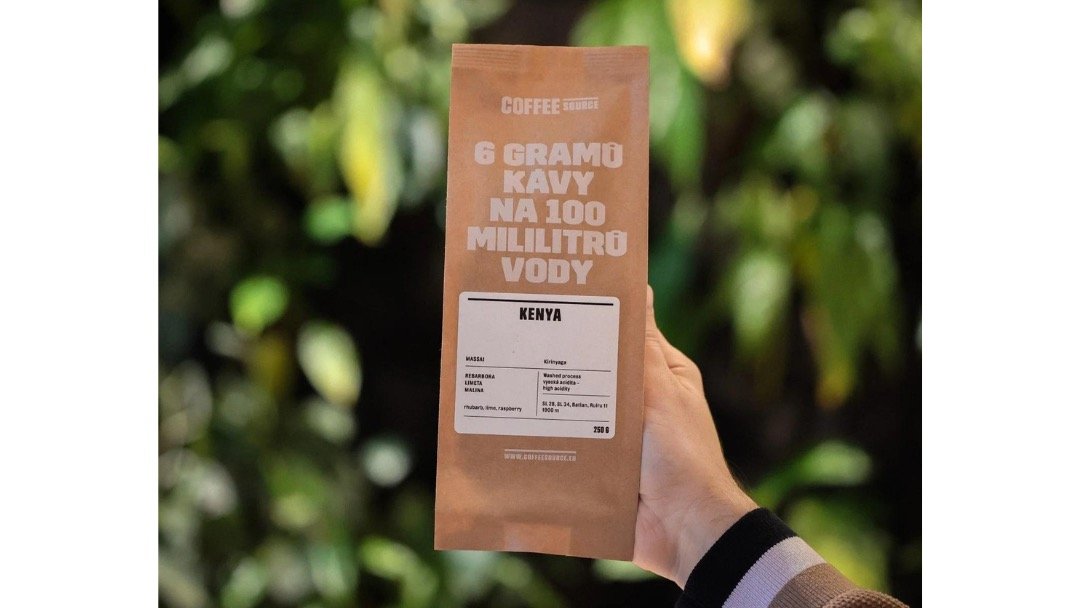 COFFEE SOURCE
6 GRAMŮ
KÁVY
NA 100
MILILITRŮ
VODY
KENYA
MASSAI
Kirinyaga
REBARBORA
LIMETA
MALINA
rhubarb, lime, raspberry
Washed process
vysoká acidita –
high acidity
SL 28, SL 34, Batian, Ruiru 11
1800 m
250 G
WWW.COFFEESOURCE.EU